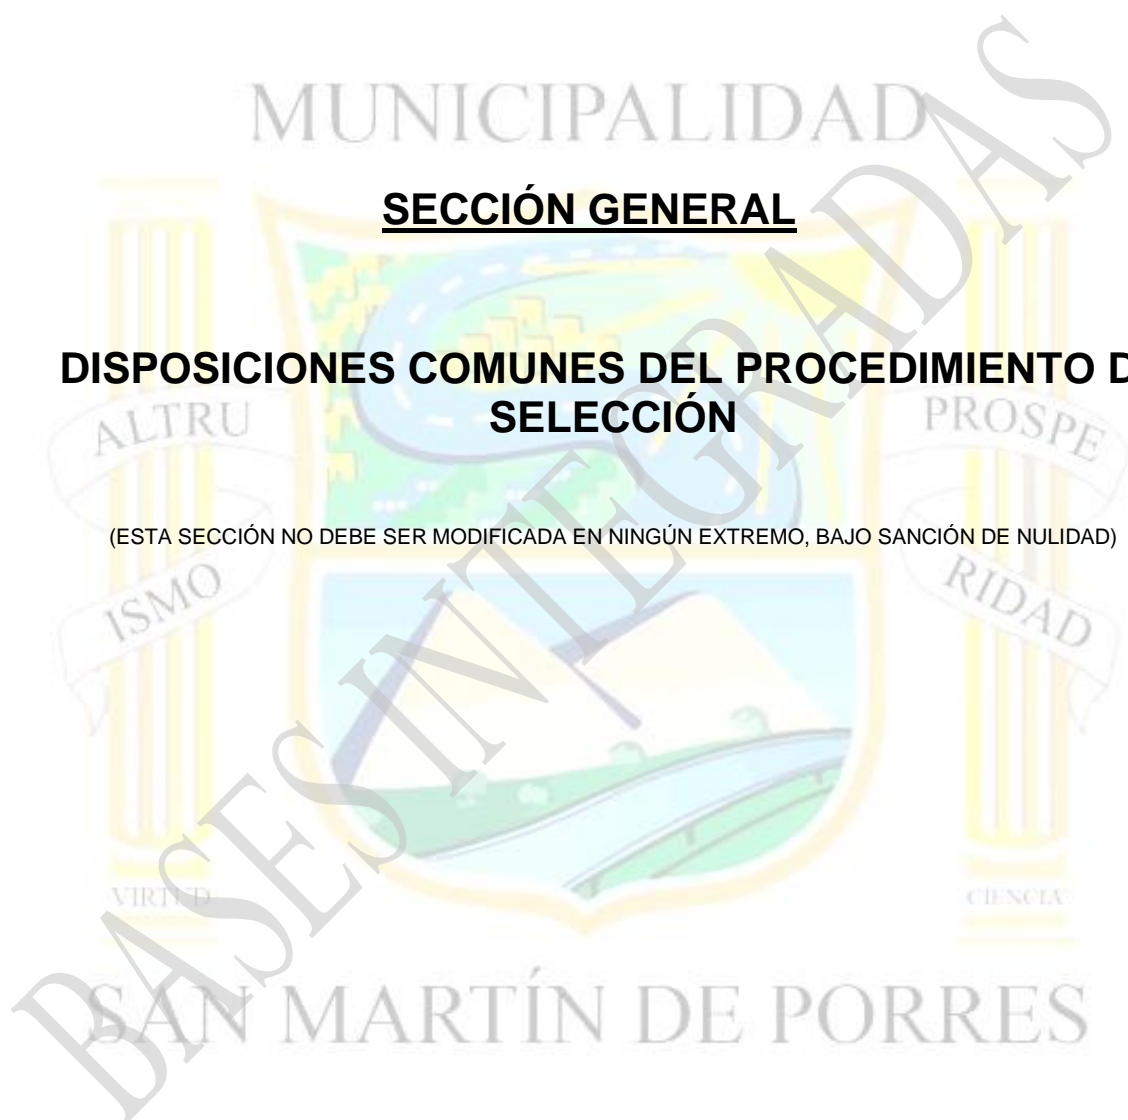 MUNICIPALIDAD
SECCIÓN GENERAL
DISPOSICIONES COMUNES DEL PROCEDIMIENTO D
SELECCIÓN
ALTRU
PROSPE
(ESTA SECCIÓN NO DEBE SER MODIFICADA EN NINGÚN EXTREMO, BAJO SANCIÓN DE NULIDAD)
ISMO
RIDAD
VIRTUD
CIENCIA
SAN MARTÍN DE PORRES
BASES INTEGRADAS